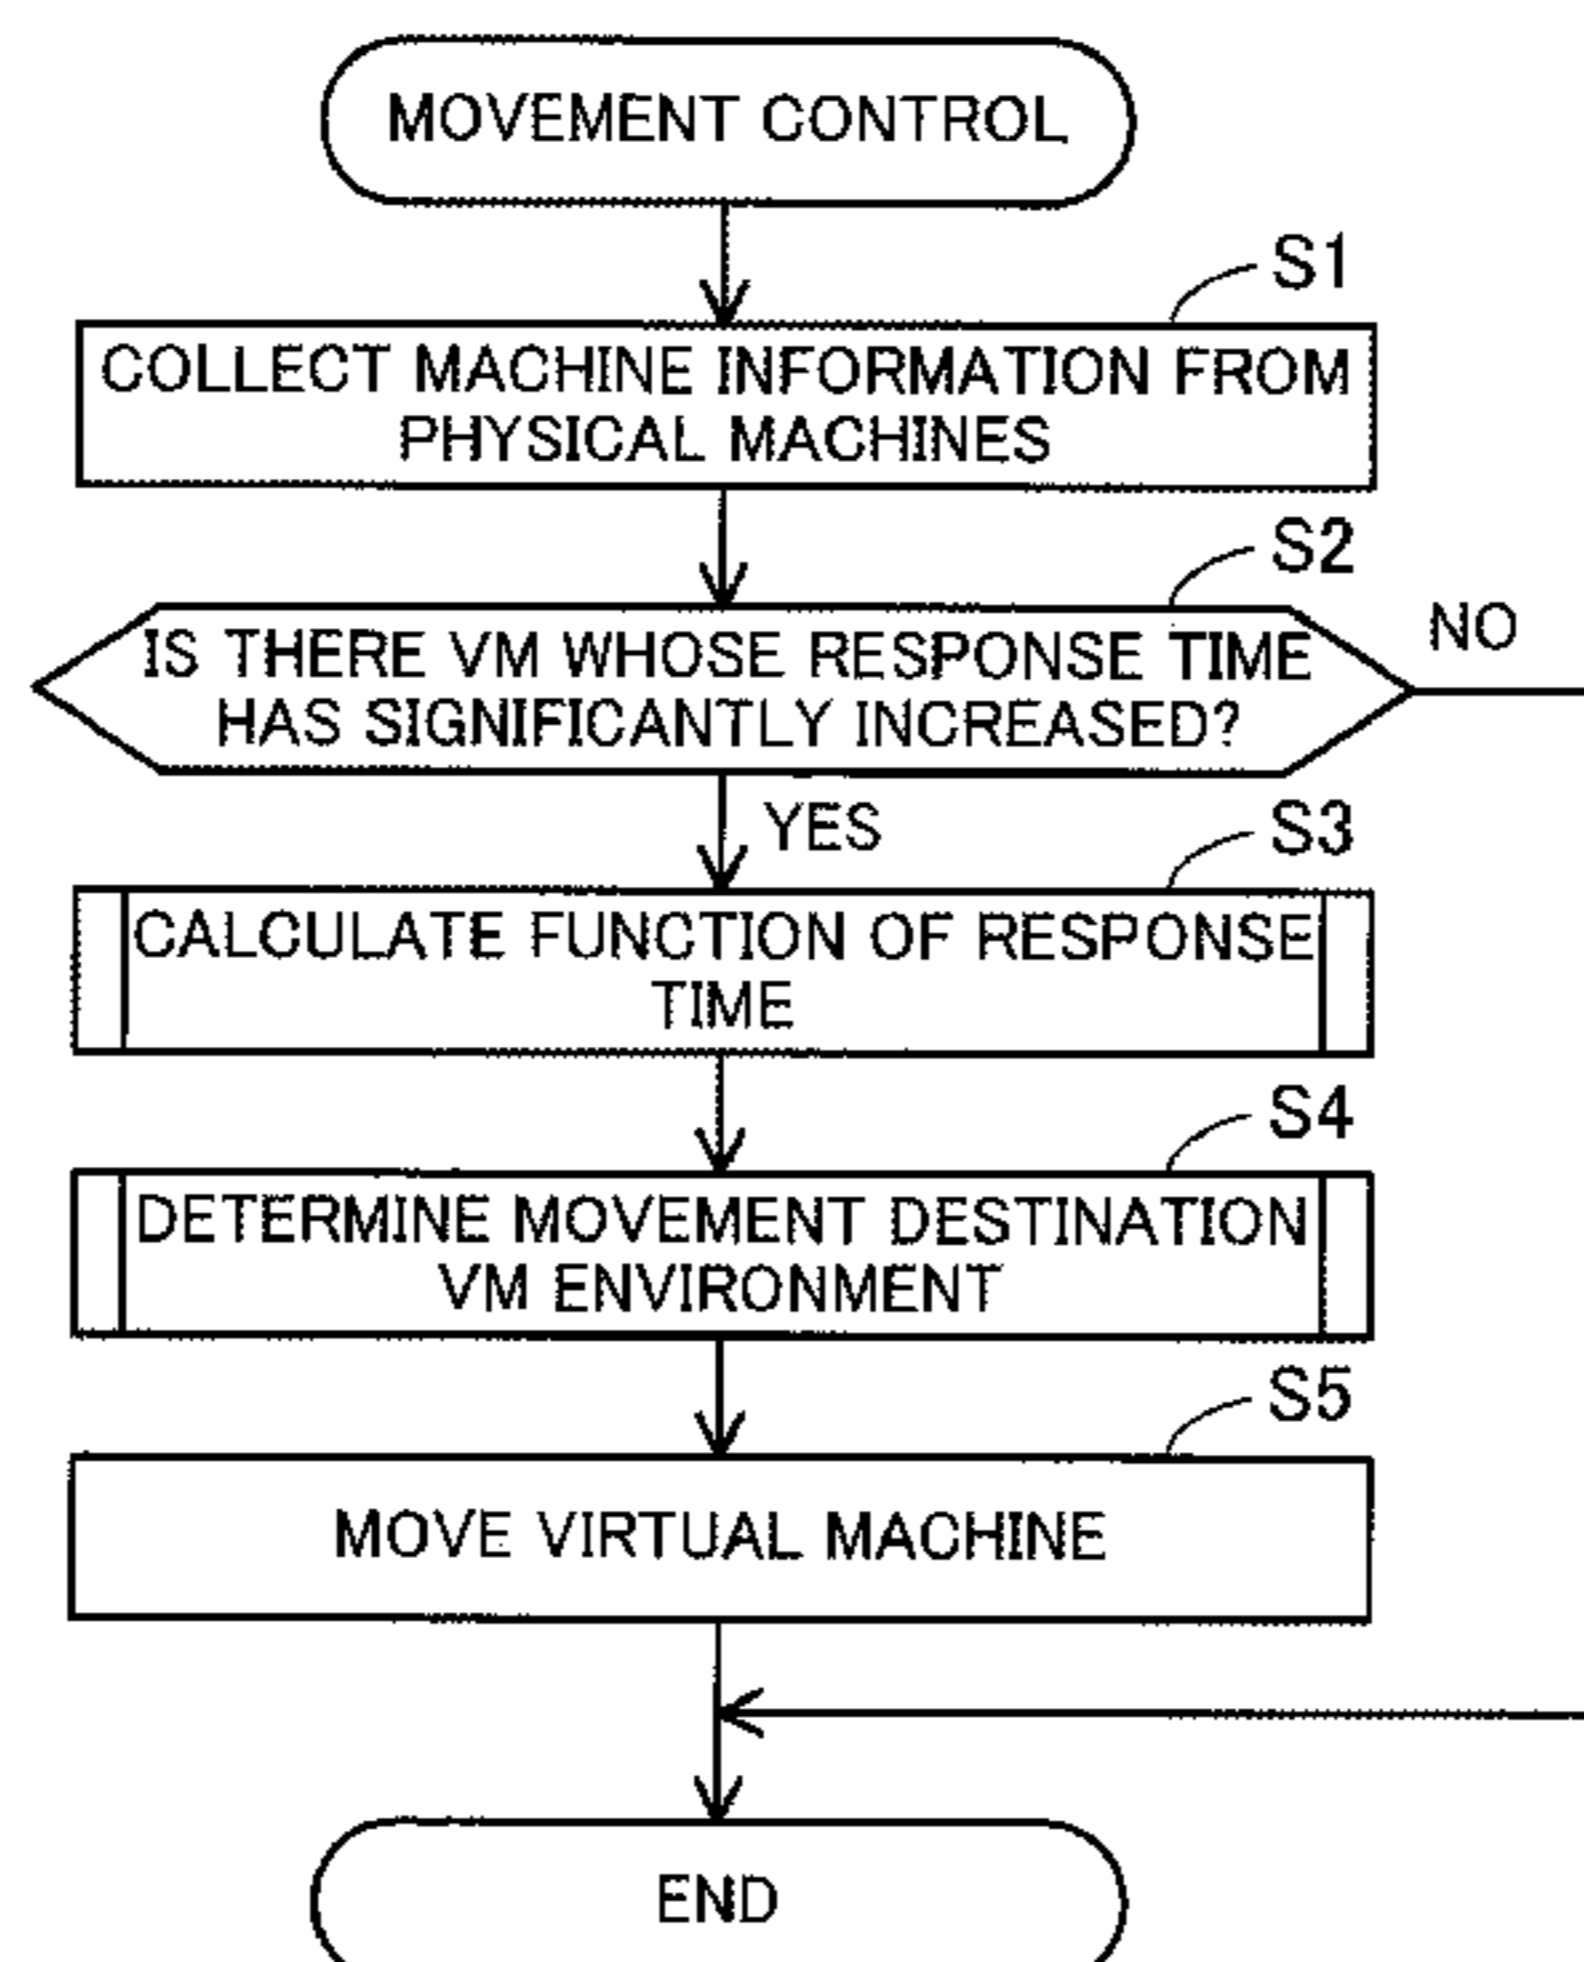 MOVEMENT CONTROL
S1
COLLECT MACHINE INFORMATION FROM
PHYSICAL MACHINES
S2
IS THERE VM WHOSE RESPONSE TIME
HAS SIGNIFICANTLY INCREASED?
NO
YES
S3
CALCULATE FUNCTION OF RESPONSE
TIME
S4
DETERMINE MOVEMENT DESTINATION
VM ENVIRONMENT
S5
MOVE VIRTUAL MACHINE
END